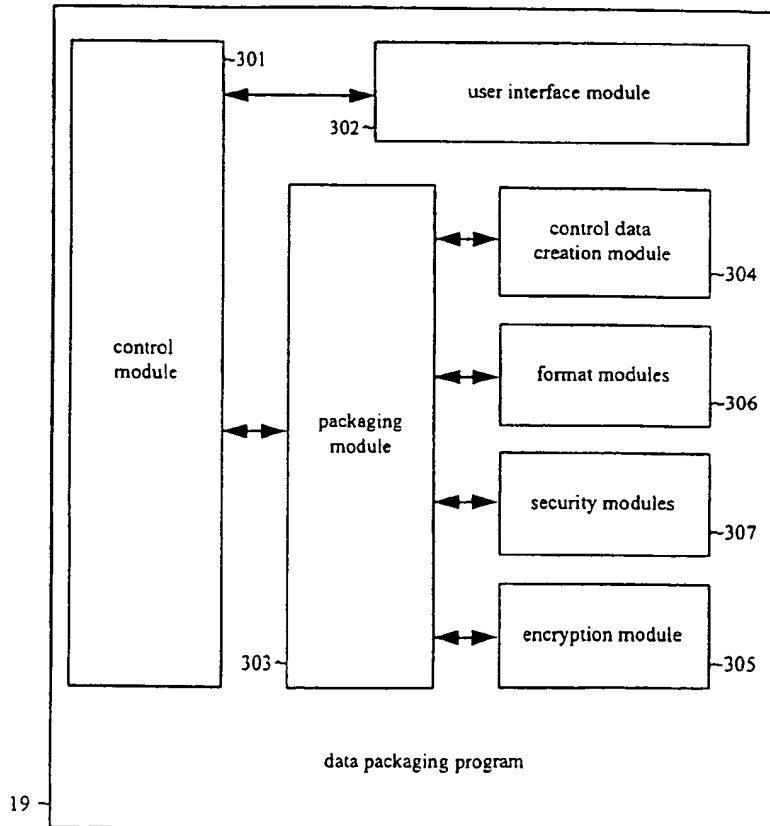 301
user interface module
302
control data
creation module
304
control
module
format modules
306
packaging
module
security modules
307
encryption module
303
305
data packaging program
19